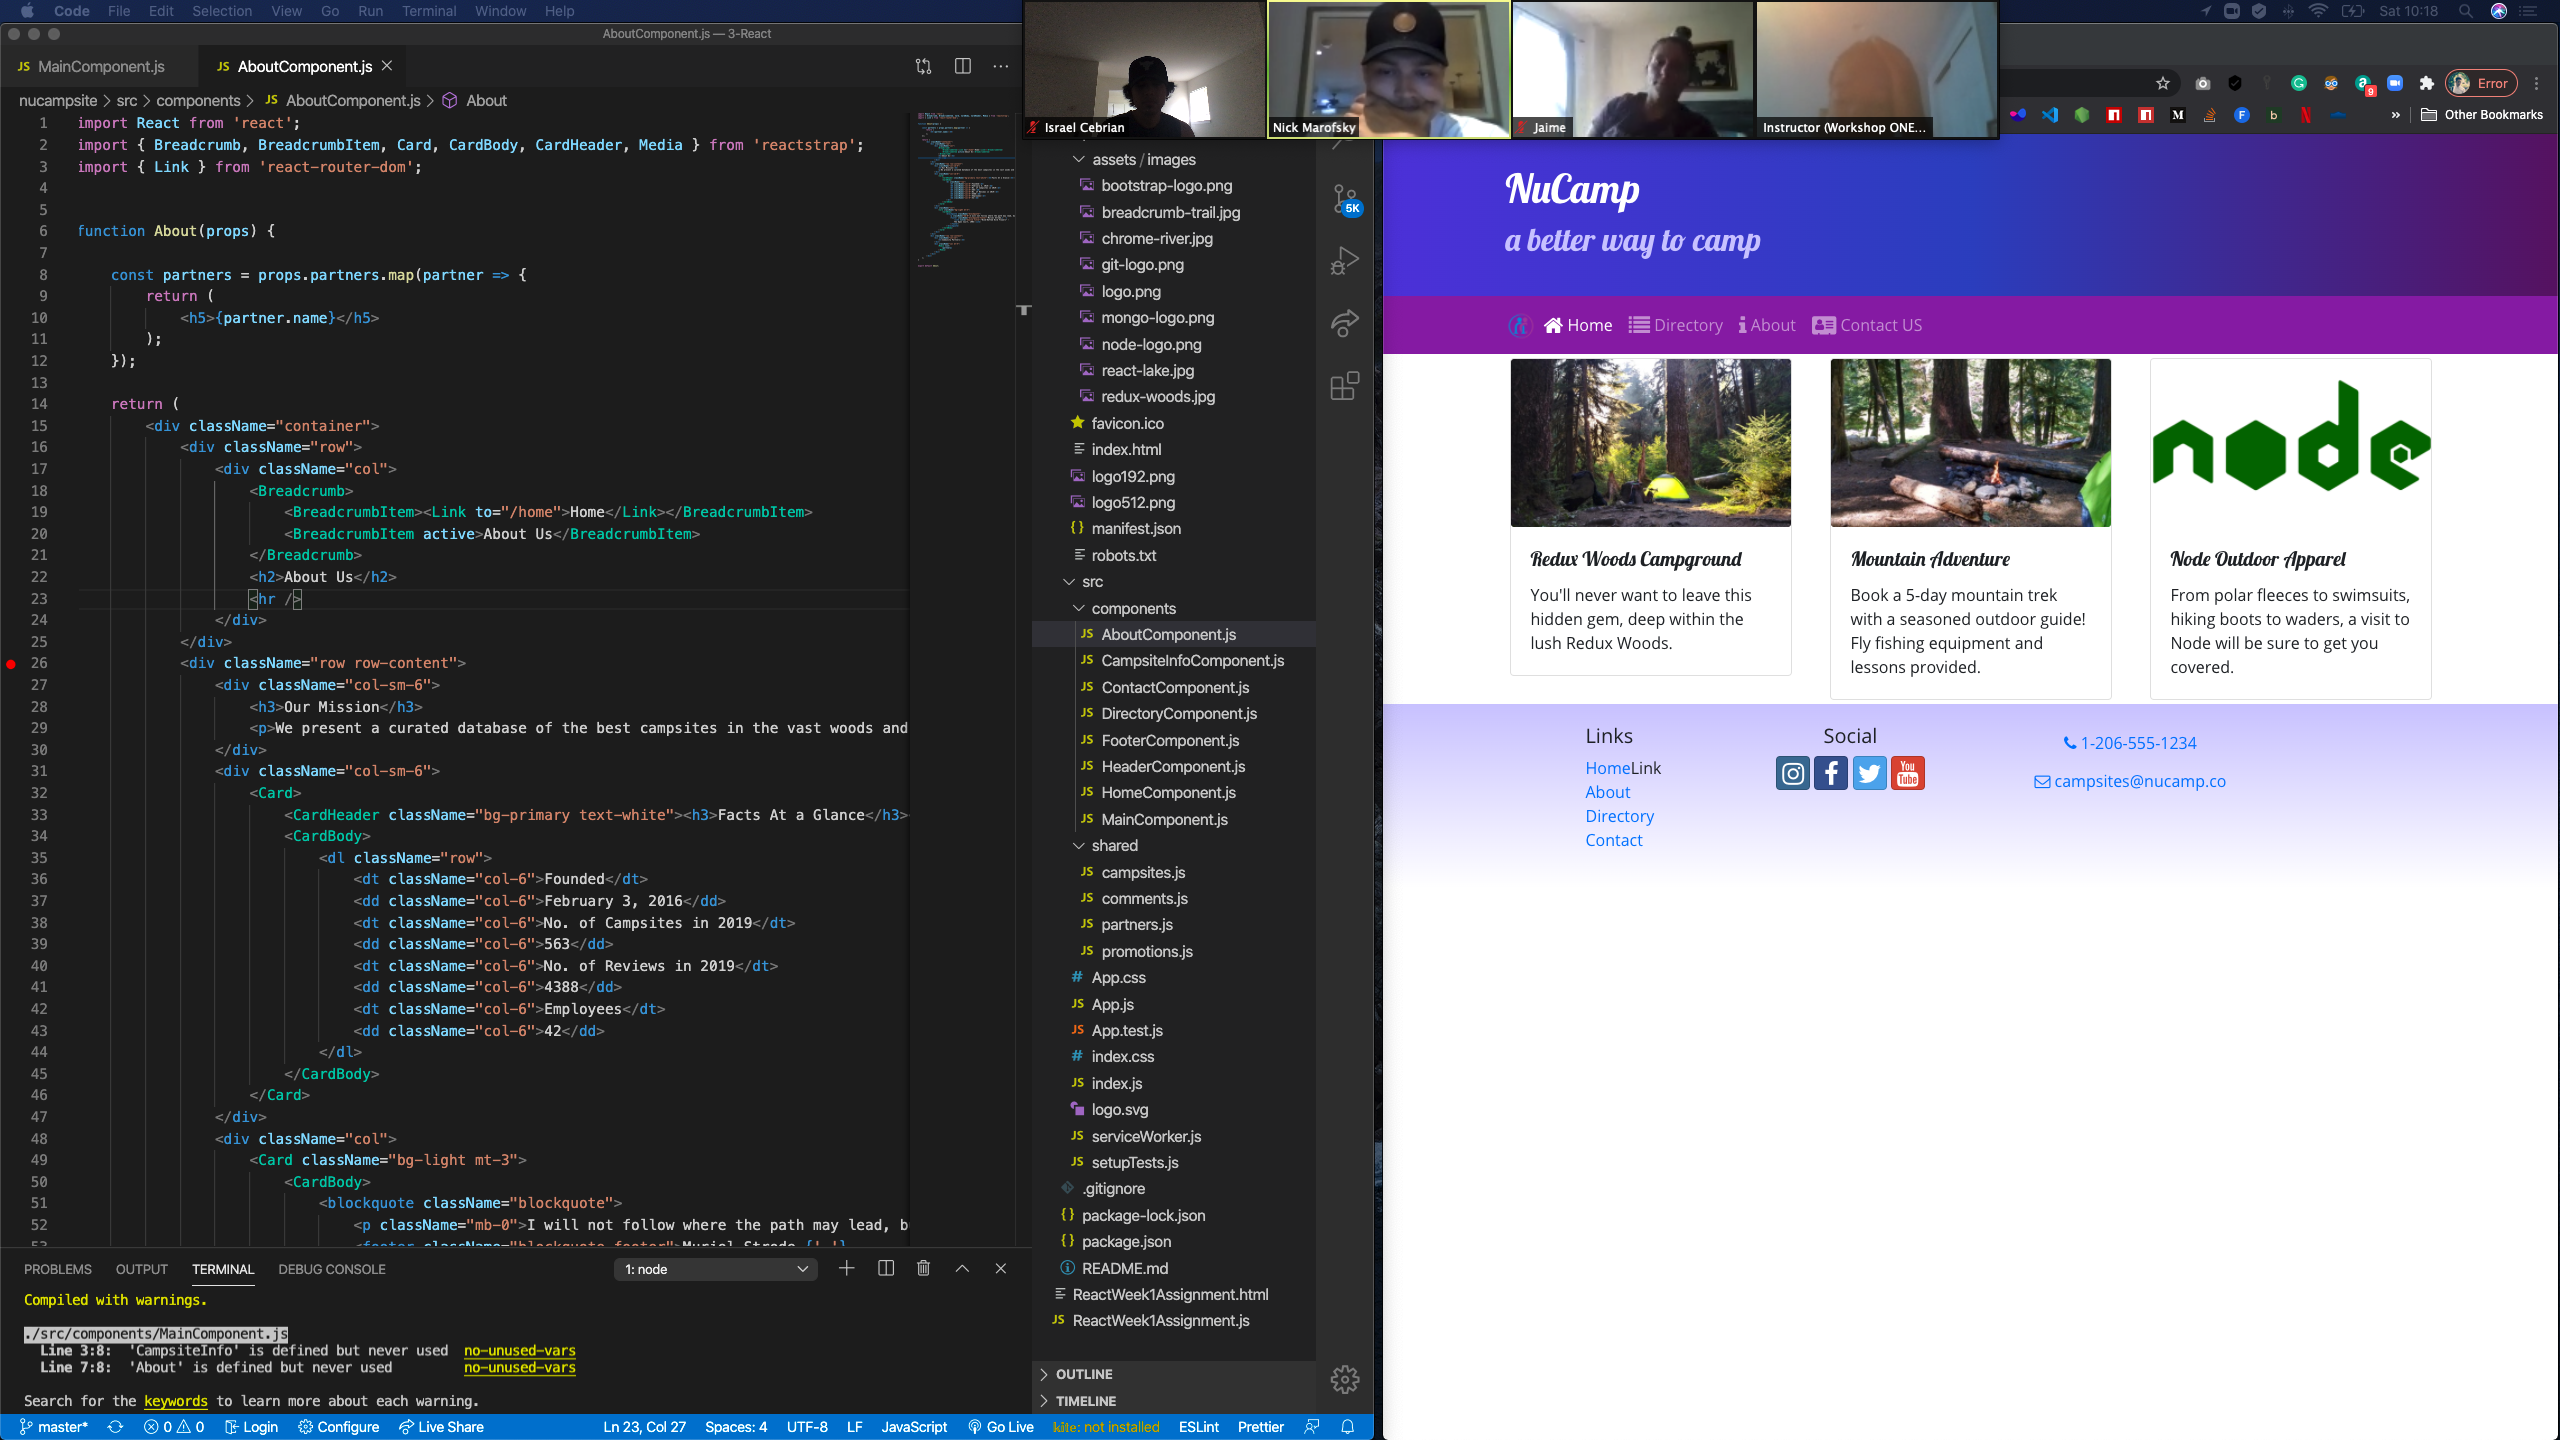 Code File Edit Selection View Go Run Terminal Window Help
Sat 10:18
AboutComponent.js — 3-React
JS MainComponent.js
JS AboutComponent.js
nucampsite > src > components > JS AboutComponent.js > About
1 import React from 'react';
2 import { Breadcrumb, BreadcrumbItem, Card, CardBody, CardHeader, Media } from 'reactstrap';
3 import { Link } from 'react-router-dom';
4
5
6 function About(props) {
7
8 const partners = props.partners.map(partner => {
9 return (
10 <h5>{partner.name}</h5>
11 );
12 });
13
14 return (
15 <div className="container">
16 <div className="row">
17 <div className="col">
18 <Breadcrumb>
19 <BreadcrumbItem><Link to="/home">Home</Link></BreadcrumbItem>
20 <BreadcrumbItem active>About Us</BreadcrumbItem>
21 </Breadcrumb>
22 <h2>About Us</h2>
23 <hr />
24 </div>
25 </div>
26 <div className="row row-content">
27 <div className="col-sm-6">
28 <h3>Our Mission</h3>
29 <p>We present a curated database of the best campsites in the vast woods and
30 </div>
31 <div className="col-sm-6">
32 <Card>
33 <CardHeader className="bg-primary text-white"><h3>Facts At a Glance</h3>
34 <CardBody>
35 <dl className="row">
36 <dt className="col-6">Founded</dt>
37 <dd className="col-6">February 3, 2016</dd>
38 <dt className="col-6">No. of Campsites in 2019</dt>
39 <dd className="col-6">563</dd>
40 <dt className="col-6">No. of Reviews in 2019</dt>
41 <dd className="col-6">4388</dd>
42 <dt className="col-6">Employees</dt>
43 <dd className="col-6">42</dd>
44 </dl>
45 </CardBody>
46 </Card>
47 </div>
48 <div className="col">
49 <Card className="bg-light mt-3">
50 <CardBody>
51 <blockquote className="blockquote">
52 <p className="mb-0">I will not follow where the path may lead, b
53 <footer className="blockquote-footer">Muriel Strode,{' '}
PROBLEMS OUTPUT TERMINAL DEBUG CONSOLE
1: node
Compiled with warnings.
./src/components/MainComponent.js
Line 3:8: 'CampsiteInfo' is defined but never used no-unused-vars
Line 7:8: 'About' is defined but never used no-unused-vars
Search for the keywords to learn more about each warning.
master* 0 0 Login Configure Live Share
Ln 23, Col 27 Spaces: 4 UTF-8 LF JavaScript Go Live kite: not installed ESLint Prettier
assets / images
bootstrap-logo.png
breadcrumb-trail.jpg
chrome-river.jpg
git-logo.png
logo.png
mongo-logo.png
node-logo.png
react-lake.jpg
redux-woods.jpg
favicon.ico
index.html
logo192.png
logo512.png
{} manifest.json
robots.txt
src
components
JS AboutComponent.js
JS CampsiteInfoComponent.js
JS ContactComponent.js
JS DirectoryComponent.js
JS FooterComponent.js
JS HeaderComponent.js
JS HomeComponent.js
JS MainComponent.js
shared
JS campsites.js
JS comments.js
JS partners.js
JS promotions.js
# App.css
JS App.js
JS App.test.js
# index.css
JS index.js
logo.svg
JS serviceWorker.js
JS setupTests.js
.gitignore
{} package-lock.json
{} package.json
README.md
ReactWeek1Assignment.html
JS ReactWeek1Assignment.js
OUTLINE
TIMELINE
5K
Israel Cebrian
Nick Marofsky
Jaime
Instructor (Workshop ONE...
9
Error
M
F
b
N
» Other Bookmarks
NuCamp
a better way to camp
Home Directory About Contact US
Redux Woods Campground
You'll never want to leave this
hidden gem, deep within the
lush Redux Woods.
Mountain Adventure
Book a 5-day mountain trek
with a seasoned outdoor guide!
Fly fishing equipment and
lessons provided.
node
Node Outdoor Apparel
From polar fleeces to swimsuits,
hiking boots to waders, a visit to
Node will be sure to get you
covered.
Links
HomeLink
About
Directory
Contact
Social
You Tube
1-206-555-1234
campsites@nucamp.co